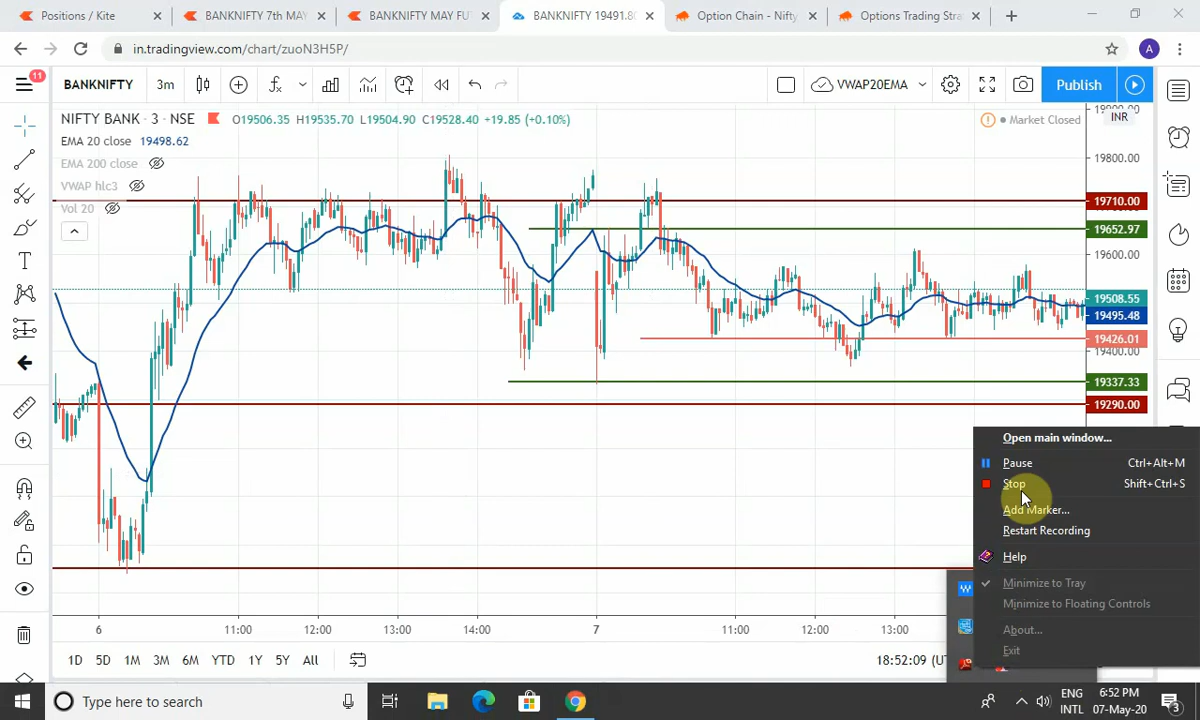 Positions / Kite
BANKNIFTY 7th MAY
BANKNIFTY MAY FUT
BANKNIFTY 19491.80
Option Chain - Nifty
Options Trading Stra
in.tradingview.com/chart/zuoN3H5P/
A
11
BANKNIFTY
3m
VWAP20EMA
Publish
NIFTY BANK · 3 · NSE
O19506.35 H19535.70 L19504.90 C19528.40 +19.85 (+0.10%)
Market Closed
INR
EMA 20 close 19498.62
EMA 200 close
VWAP hlc3
Vol 20
19800.00
19710.00
19652.97
19600.00
19508.55
19495.48
19426.01
19400.00
19337.33
19290.00
Open main window...
Pause Ctrl+Alt+M
Stop Shift+Ctrl+S
Add Marker...
Restart Recording
Help
Minimize to Tray
Minimize to Floating Controls
About...
Exit
6 11:00 12:00 13:00 14:00 7 11:00 12:00 13:00
1D 5D 1M 3M 6M YTD 1Y 5Y All
18:52:09 (U
Type here to search
ENG
INTL
6:52 PM
07-May-20
3